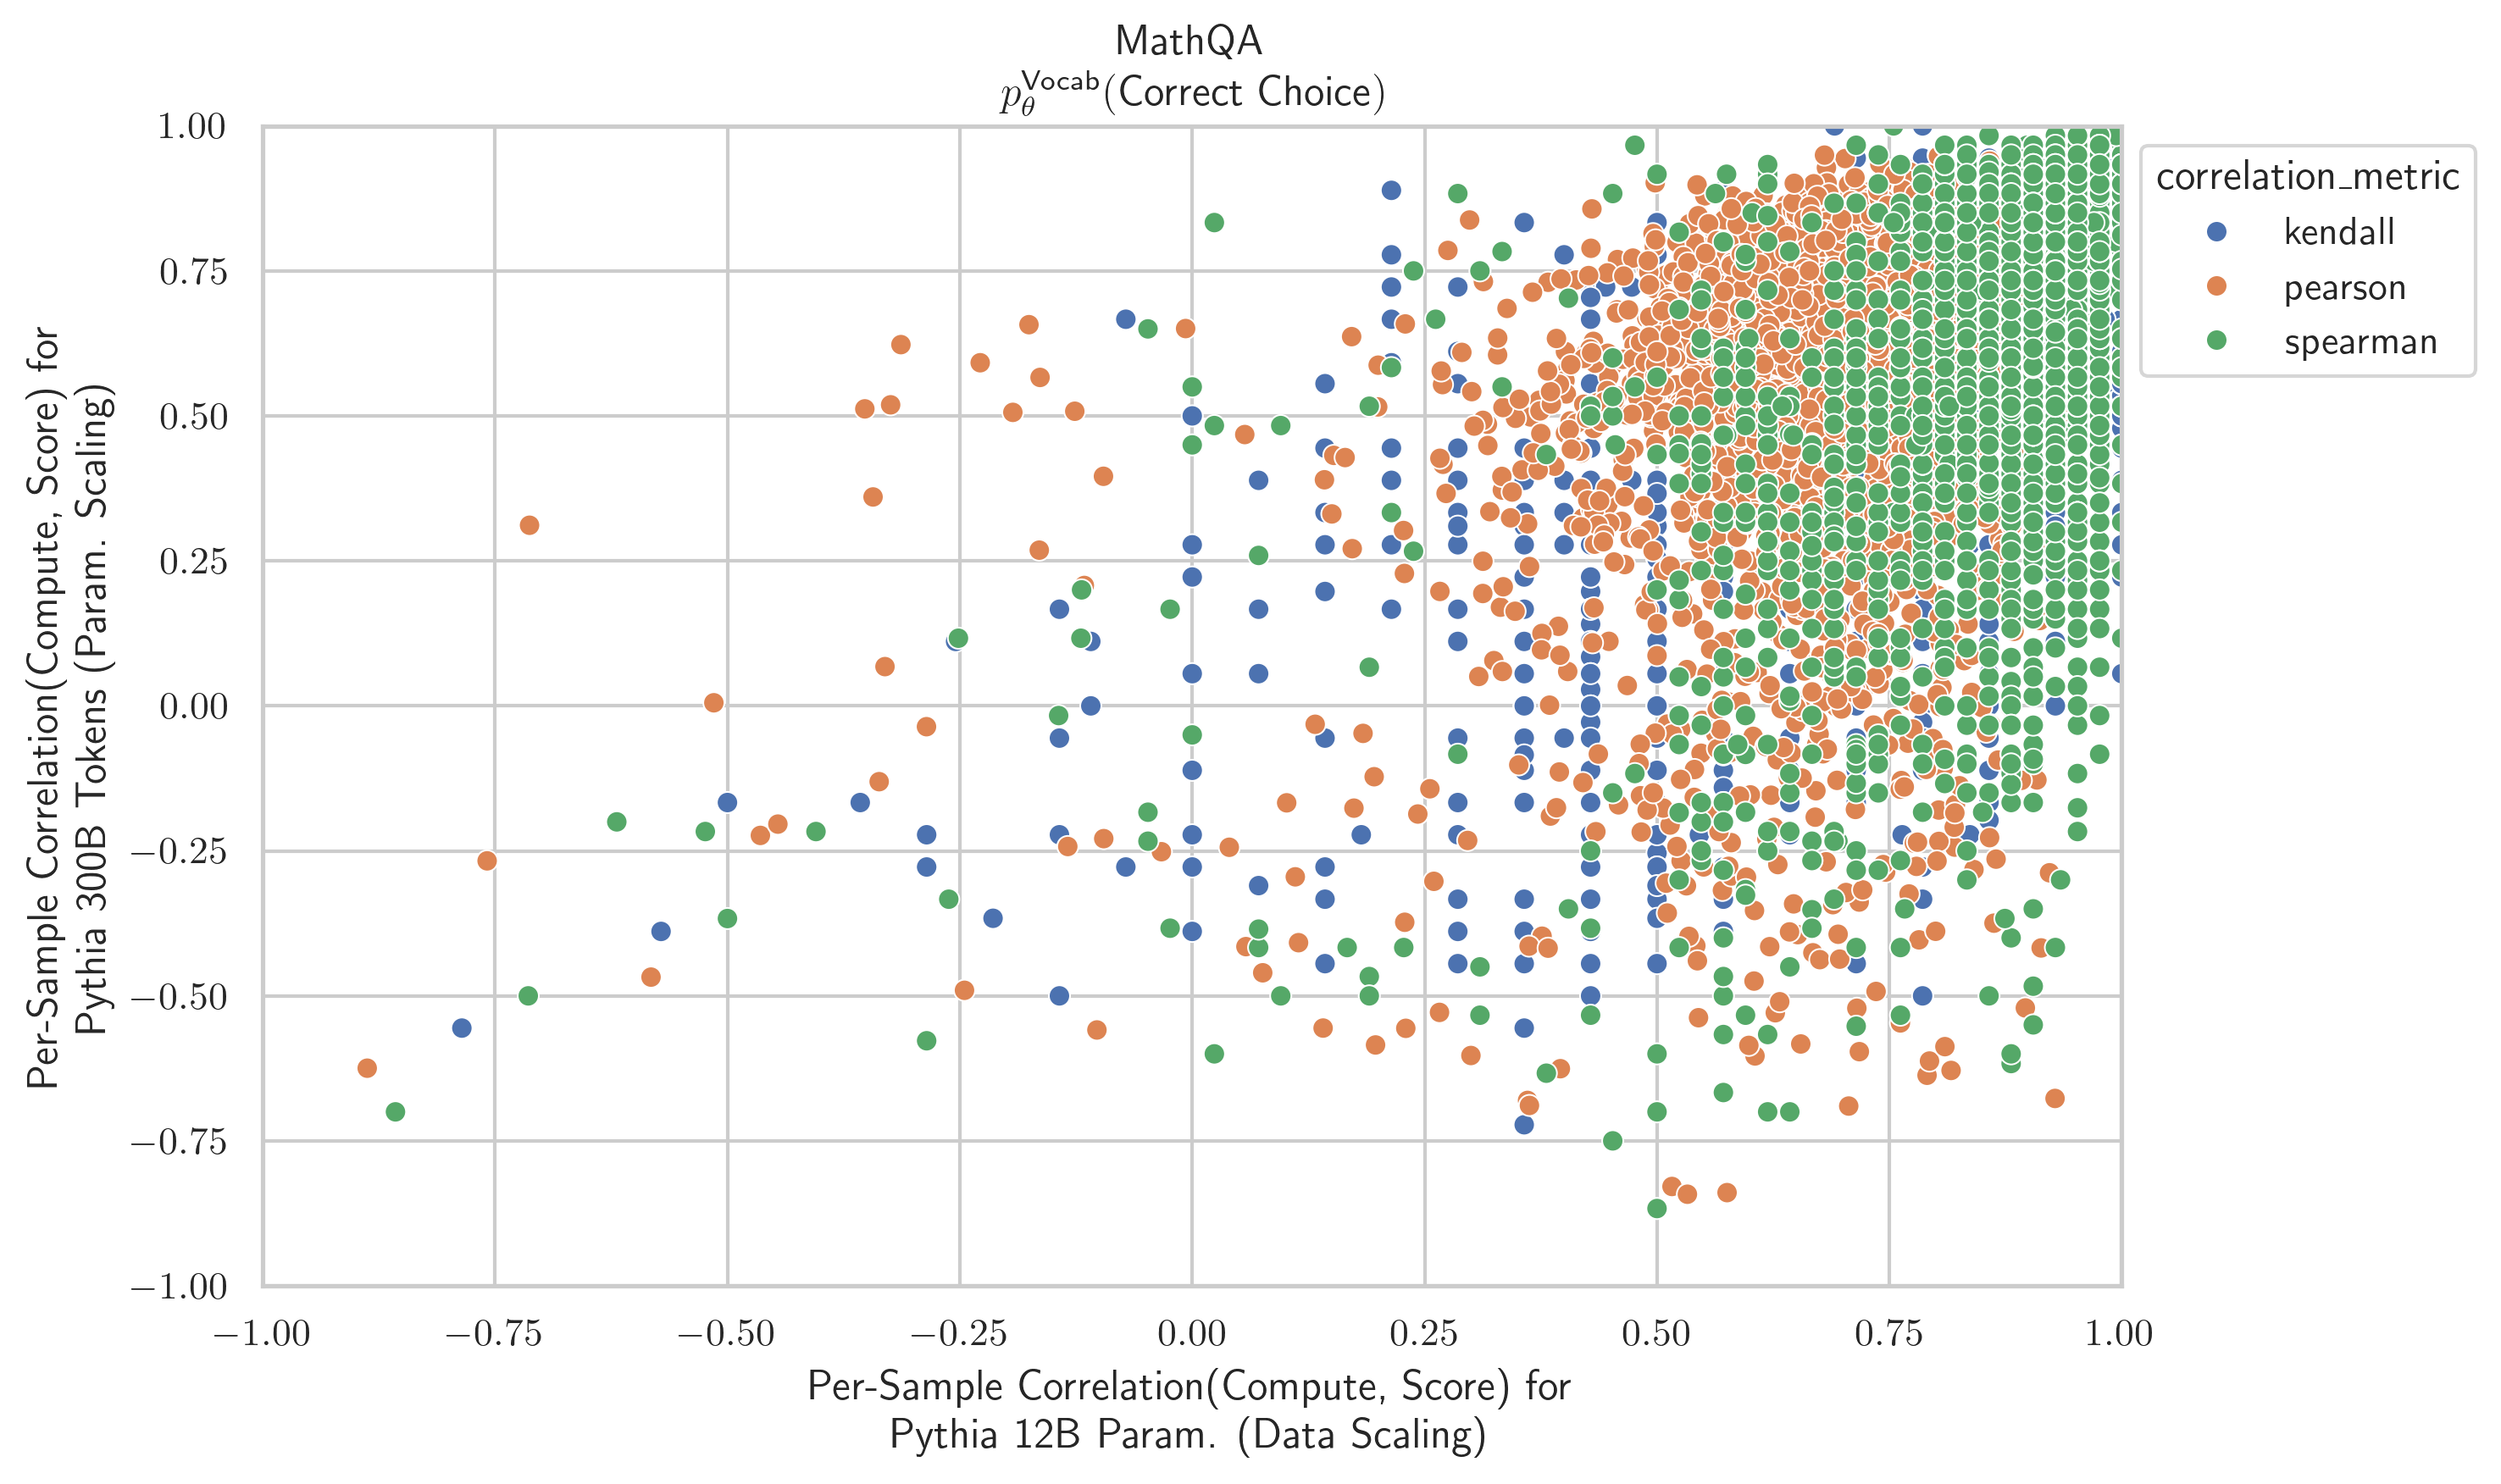 MathQA
p_θ^Vocab(Correct Choice)
Per-Sample Correlation(Compute, Score) for
Pythia 300B Tokens (Param. Scaling)
1.00
0.75
0.50
0.25
0.00
−0.25
−0.50
−0.75
−1.00
−1.00 −0.75 −0.50 −0.25 0.00 0.25 0.50 0.75 1.00
Per-Sample Correlation(Compute, Score) for
Pythia 12B Param. (Data Scaling)
correlation_metric
kendall
pearson
spearman